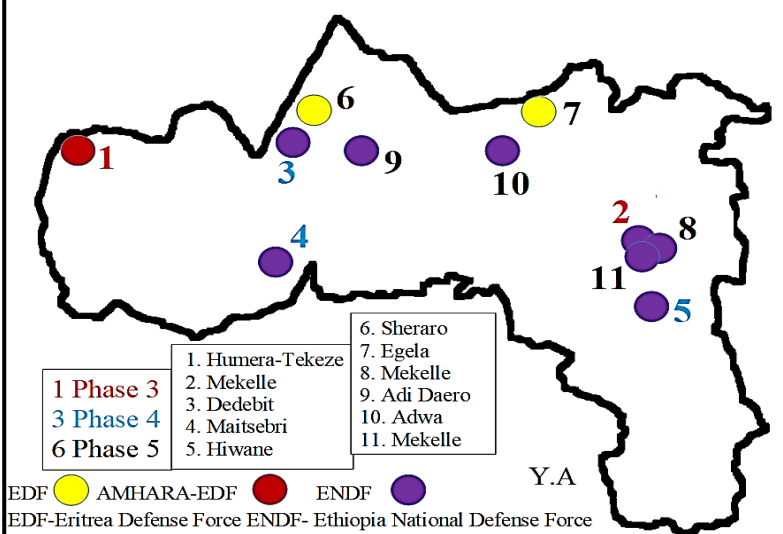 6
7
1
3
9
10
4
2
8
11
5
1 Phase 3
3 Phase 4
6 Phase 5
1. Humera-Tekeze
2. Mekelle
3. Dedebit
4. Maitsebri
5. Hiwane
6. Sheraro
7. Egela
8. Mekelle
9. Adi Daero
10. Adwa
11. Mekelle
Y.A
EDF AMHARA-EDF ENDF
EDF-Eritrea Defense Force ENDF- Ethiopia National Defense Force